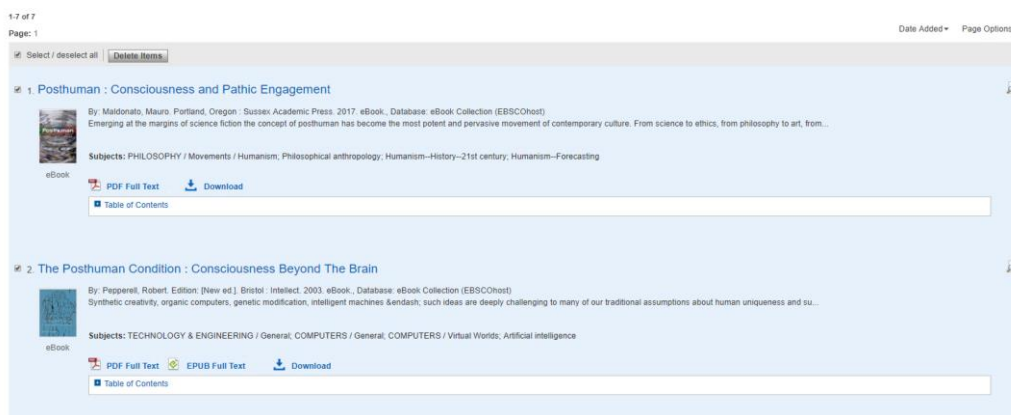 1-7 of 7
Page: 1
Date Added Page Options
Select / deselect all Delete Items
1. Posthuman : Consciousness and Pathic Engagement
By: Maldonato, Mauro. Portland, Oregon : Sussex Academic Press. 2017. eBook., Database: eBook Collection (EBSCOhost)
Emerging at the margins of science fiction the concept of posthuman has become the most potent and pervasive movement of contemporary culture. From science to ethics, from philosophy to art, from...
Posthuman
Subjects: PHILOSOPHY / Movements / Humanism; Philosophical anthropology; Humanism--History--21st century; Humanism--Forecasting
eBook
PDF Full Text Download
Table of Contents
2. The Posthuman Condition : Consciousness Beyond The Brain
By: Pepperell, Robert. Edition: [New ed.]. Bristol : Intellect. 2003. eBook., Database: eBook Collection (EBSCOhost)
Synthetic creativity, organic computers, genetic modification, intelligent machines &endash; such ideas are deeply challenging to many of our traditional assumptions about human uniqueness and su...
Subjects: TECHNOLOGY & ENGINEERING / General; COMPUTERS / General; COMPUTERS / Virtual Worlds; Artificial intelligence
eBook
PDF Full Text EPUB Full Text Download
Table of Contents